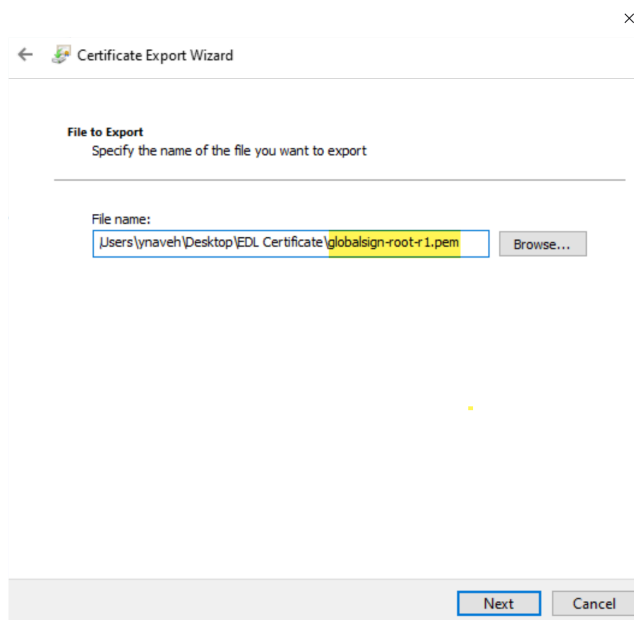 Certificate Export Wizard
File to Export
Specify the name of the file you want to export
File name:
\Users\ynaveh\Desktop\EDL Certificate\globalsign-root-r1.pem
Browse...
Next
Cancel